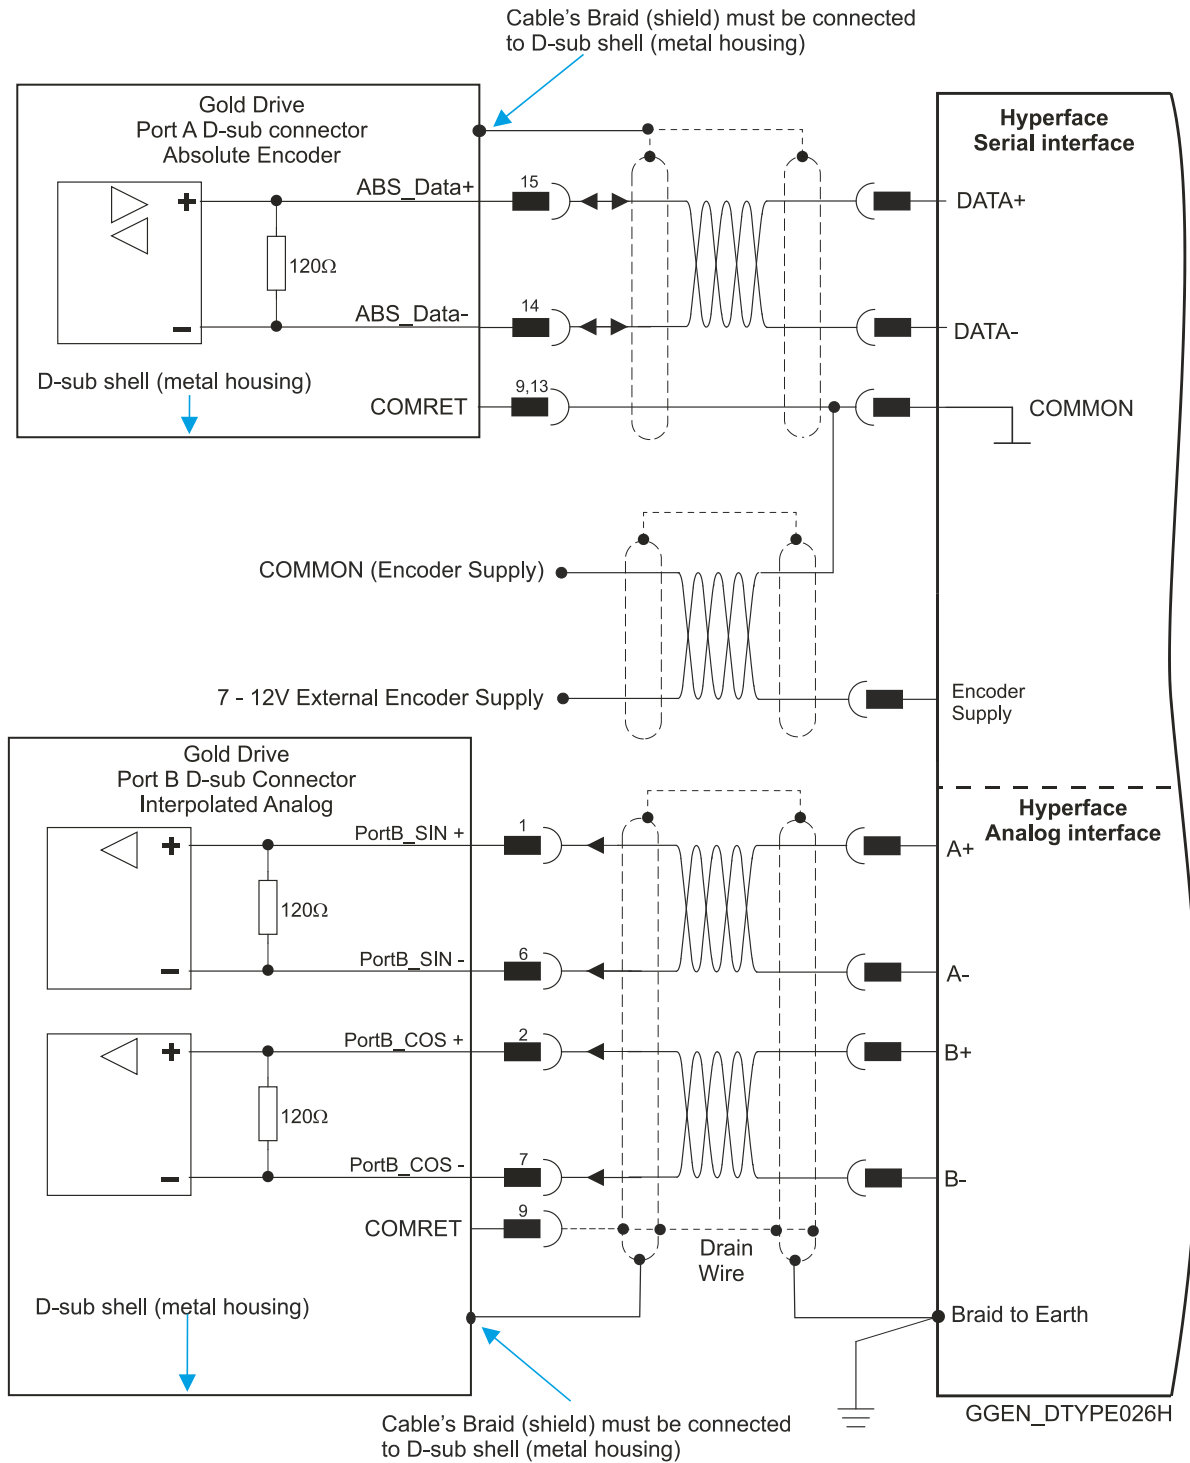 Cable's Braid (shield) must be connected
to D-sub shell (metal housing)
Gold Drive
Port A D-sub connector
Absolute Encoder
Hyperface
Serial interface
ABS_Data+
15
DATA+
+
120Ω
ABS_Data-
14
DATA-
-
D-sub shell (metal housing)
COMRET
9,13
COMMON
COMMON (Encoder Supply)
7 - 12V External Encoder Supply
Encoder
Supply
Gold Drive
Port B D-sub Connector
Interpolated Analog
Hyperface
Analog interface
PortB_SIN +
1
A+
+
120Ω
PortB_SIN -
6
A-
-
PortB_COS +
2
B+
+
120Ω
PortB_COS -
7
B-
-
COMRET
9
Drain
Wire
D-sub shell (metal housing)
Braid to Earth
Cable's Braid (shield) must be connected
to D-sub shell (metal housing)
GGEN_DTYPE026H